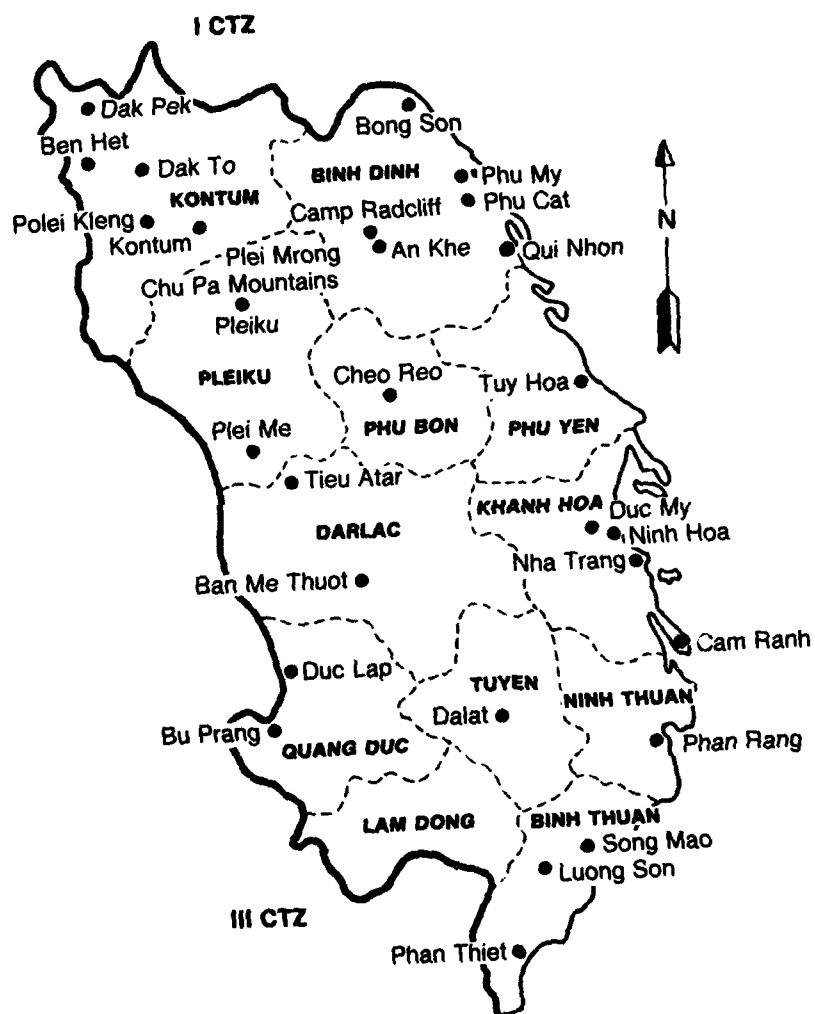 I CTZ
Dak Pek
Bong Son
Ben Het
Dak To
BINH DINH
Phu My
KONTUM
Phu Cat
Camp Radcliff
Polei Kleng
N
Kontum
An Khe
Qui Nhon
Plei Mrong
Chu Pa Mountains
Pleiku
PLEIKU
Cheo Reo
Tuy Hoa
Plei Me
PHU BON
PHU YEN
Tieu Atar
KHANH HOA
Duc My
DARLAC
Ninh Hoa
Nha Trang
Ban Me Thuot
Cam Ranh
Duc Lap
TUYEN
NINH THUAN
Dalat
Bu Prang
QUANG DUC
Phan Rang
LAM DONG
BINH THUAN
Song Mao
Luong Son
III CTZ
Phan Thiet